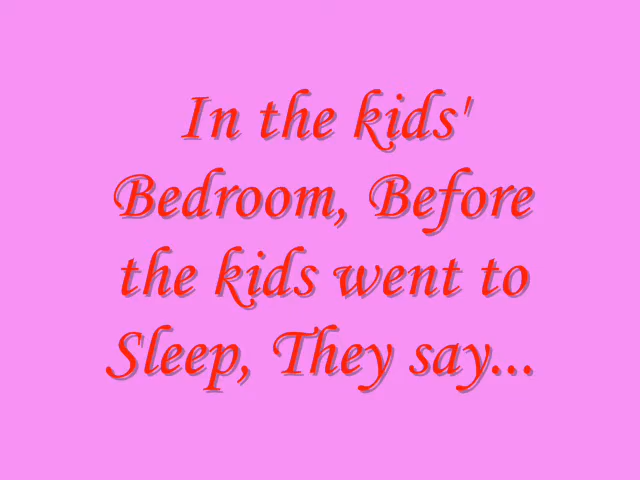 In the kids'
Bedroom, Before
the kids went to
Sleep, They say...